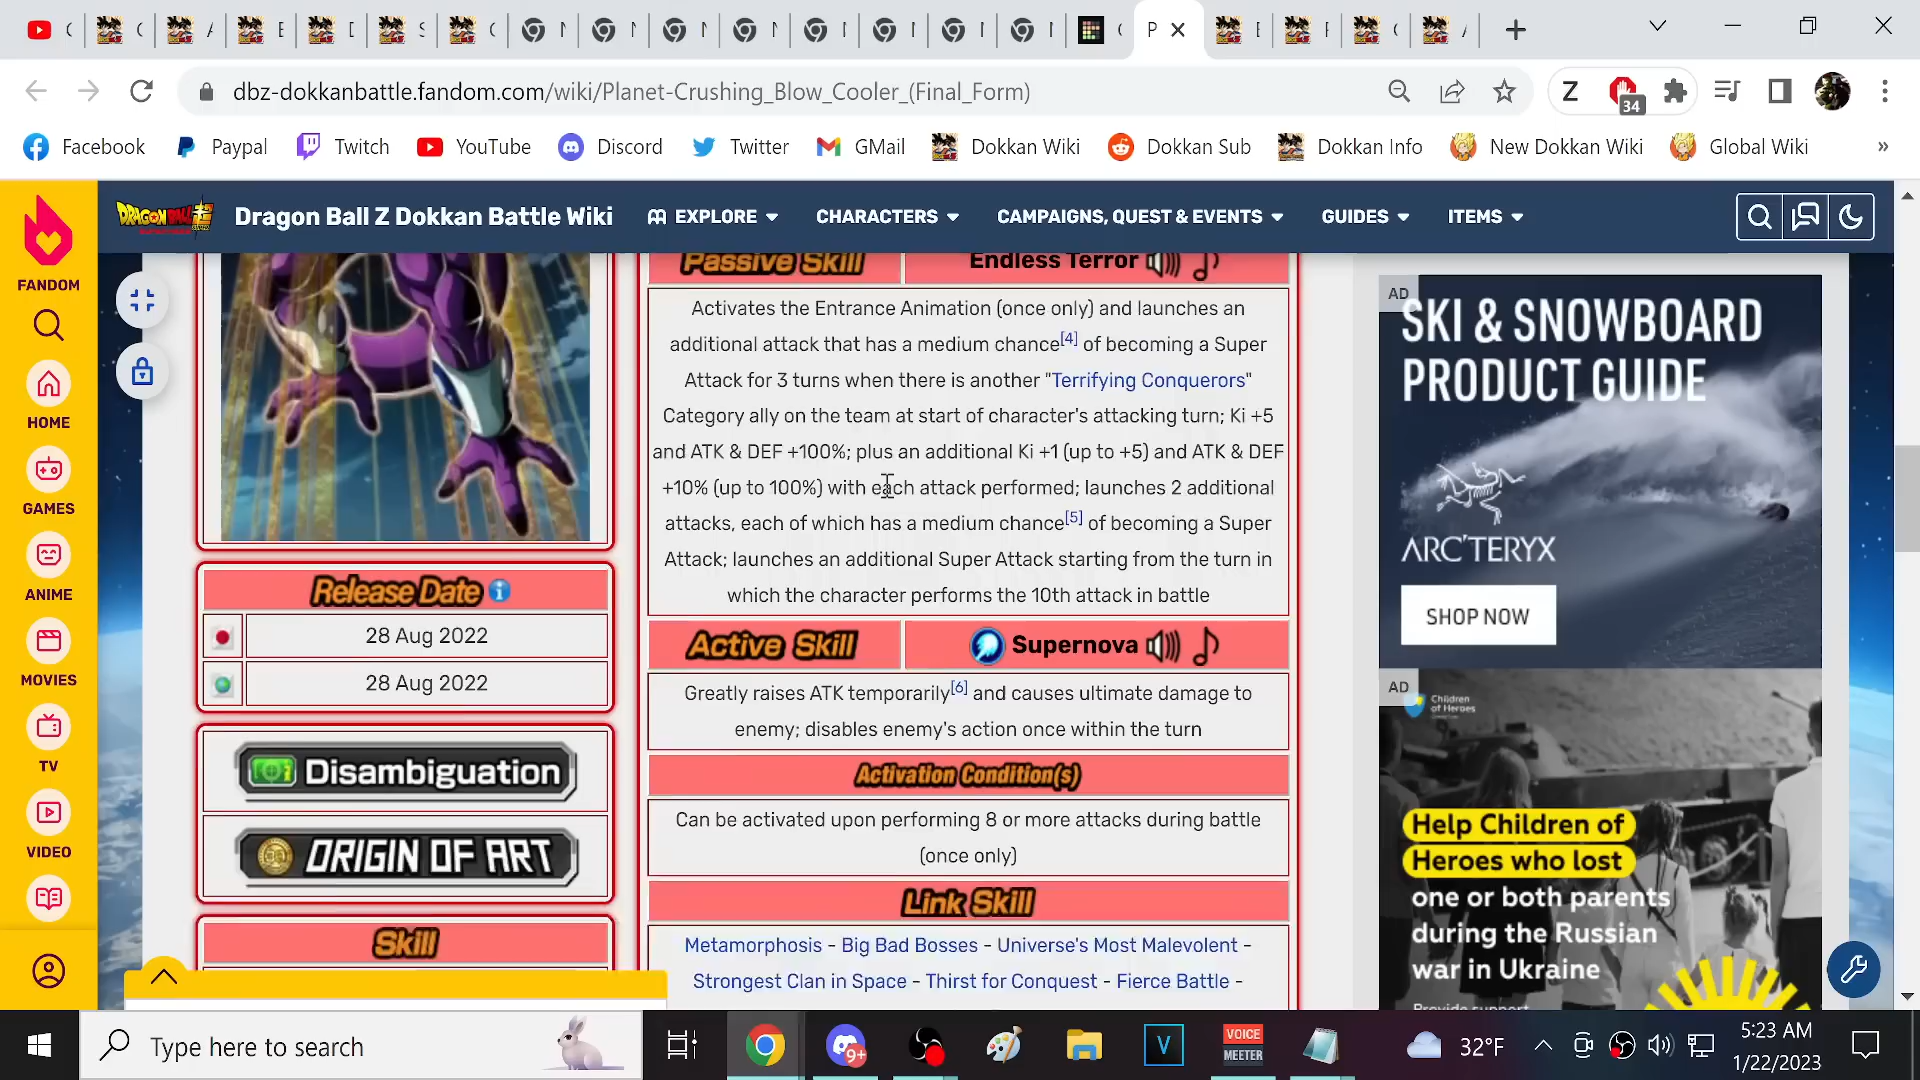 dbz-dokkanbattle.fandom.com/wiki/Planet-Crushing_Blow_Cooler_(Final_Form)
34
Facebook
Paypal
Twitch
YouTube
Discord
Twitter
GMail
Dokkan Wiki
Dokkan Sub
Dokkan Info
New Dokkan Wiki
Global Wiki
»
FANDOM
HOME
GAMES
ANIME
MOVIES
TV
VIDEO
Dragon Ball Z Dokkan Battle Wiki
EXPLORE
CHARACTERS
CAMPAIGNS, QUEST & EVENTS
GUIDES
ITEMS
Release Date
28 Aug 2022
28 Aug 2022
Disambiguation
ORIGIN OF ART
Skill
Passive Skill
Endless Terror
Activates the Entrance Animation (once only) and launches an
additional attack that has a medium chance[4] of becoming a Super
Attack for 3 turns when there is another "Terrifying Conquerors"
Category ally on the team at start of character's attacking turn; Ki +5
and ATK & DEF +100%; plus an additional Ki +1 (up to +5) and ATK & DEF
+10% (up to 100%) with each attack performed; launches 2 additional
attacks, each of which has a medium chance[5] of becoming a Super
Attack; launches an additional Super Attack starting from the turn in
which the character performs the 10th attack in battle
Active Skill
Supernova
Greatly raises ATK temporarily[6] and causes ultimate damage to
enemy; disables enemy's action once within the turn
Activation Condition(s)
Can be activated upon performing 8 or more attacks during battle
(once only)
Link Skill
Metamorphosis - Big Bad Bosses - Universe's Most Malevolent -
Strongest Clan in Space - Thirst for Conquest - Fierce Battle -
AD
SKI & SNOWBOARD
PRODUCT GUIDE
ARC'TERYX
SHOP NOW
AD
Children
of Heroes
Help Children of
Heroes who lost
one or both parents
during the Russian
war in Ukraine
Provide support
Type here to search
9+
V
VOICE
MEETER
32°F
5:23 AM
1/22/2023